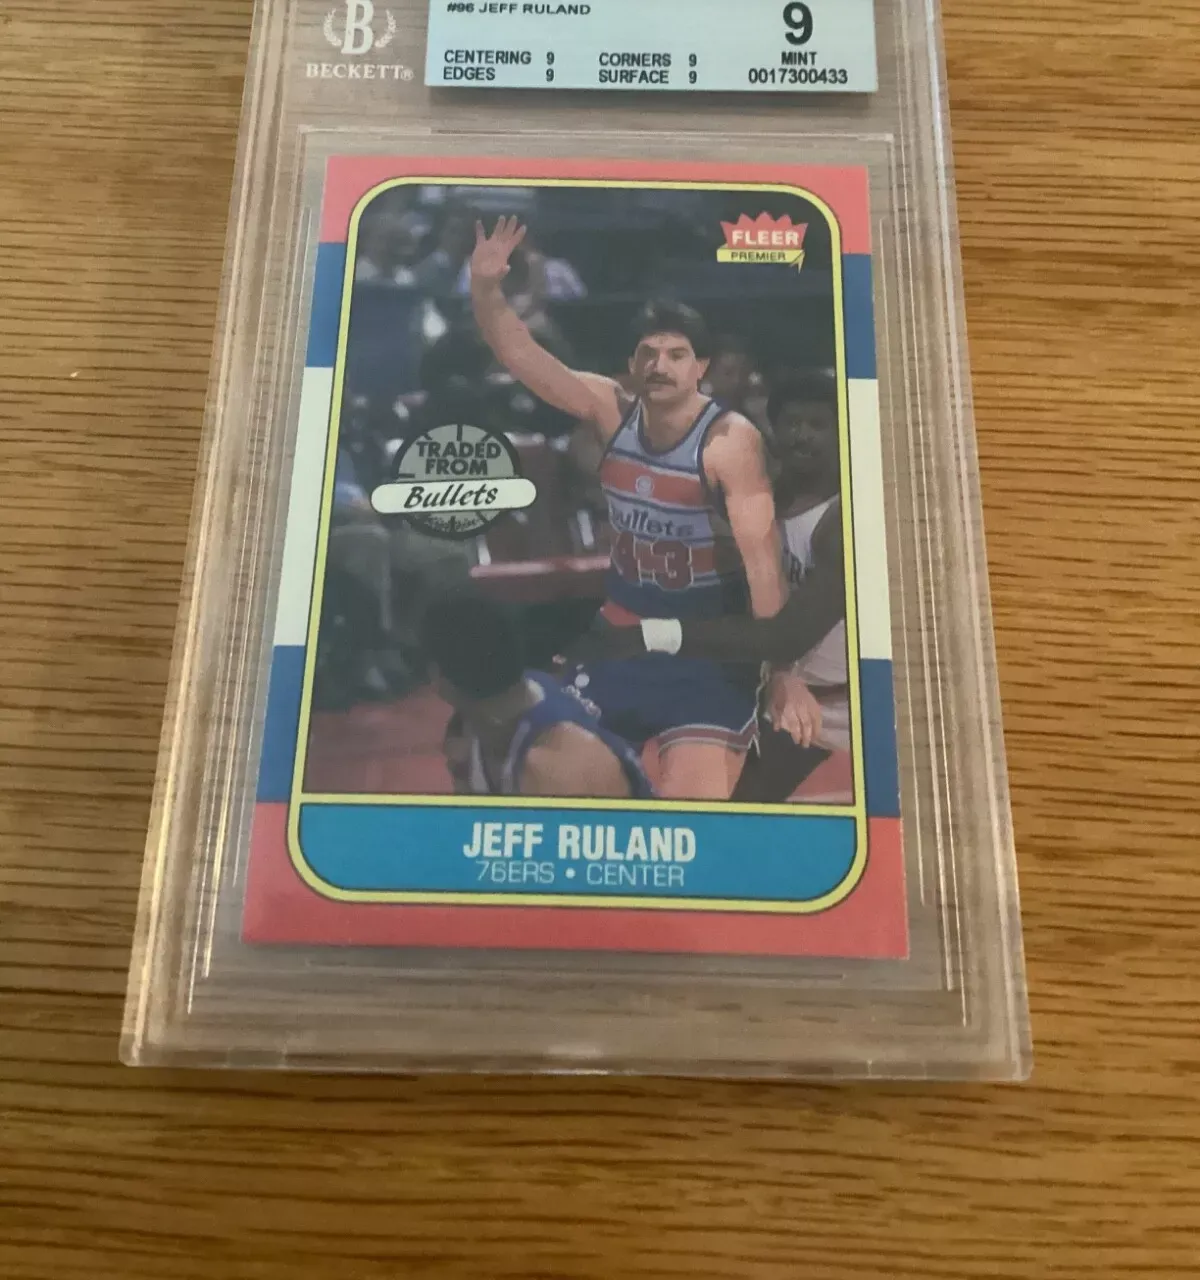 #96 JEFF RULAND
9
B
BECKETT®
CENTERING 9 CORNERS 9 MINT
EDGES 9 SURFACE 9 0017300433
FLEER
PREMIER
TRADED
FROM
Bullets
bullets
43
JEFF RULAND
76ERS • CENTER